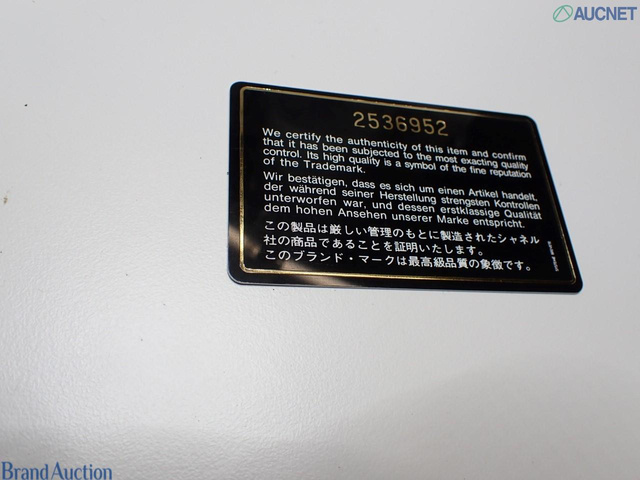 AUCNET
2536952
We certify the authenticity of this item and confirm
that it has been subjected to the most exacting quality
control. Its high quality is a symbol of the fine reputation
of the Trademark.
Wir bestätigen, dass es sich um einen Artikel handelt,
der während seiner Herstellung strengsten Kontrollen
unterworfen war, und dessen erstklassige Qualität
dem hohen Ansehen unserer Marke entspricht.
この製品は厳しい管理のもとに製造されたシャネル
社の商品であることを証明いたします。
このブランド・マークは最高級品質の象徴です。
Brand Auction